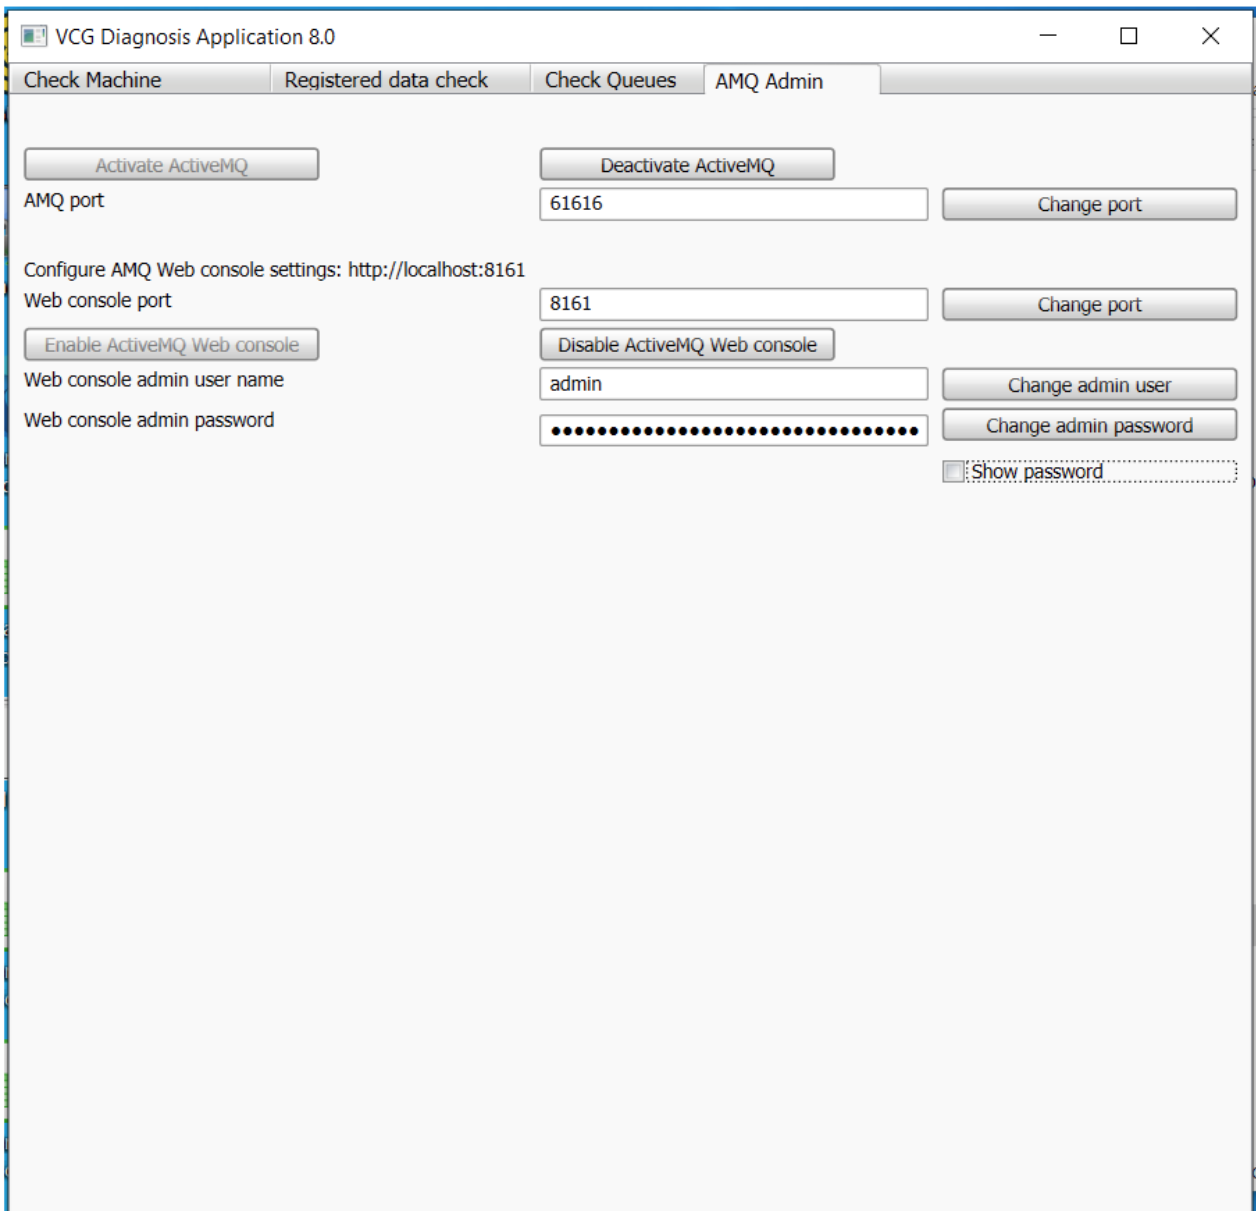 VCG Diagnosis Application 8.0
Check Machine Registered data check Check Queues AMQ Admin
Activate ActiveMQ Deactivate ActiveMQ
AMQ port 61616 Change port
Configure AMQ Web console settings: http://localhost:8161
Web console port 8161 Change port
Enable ActiveMQ Web console Disable ActiveMQ Web console
Web console admin user name admin Change admin user
Web console admin password ●●●●●●●●●●●●●●●●●●●●●●●●●●●●●●●● Change admin password
Show password